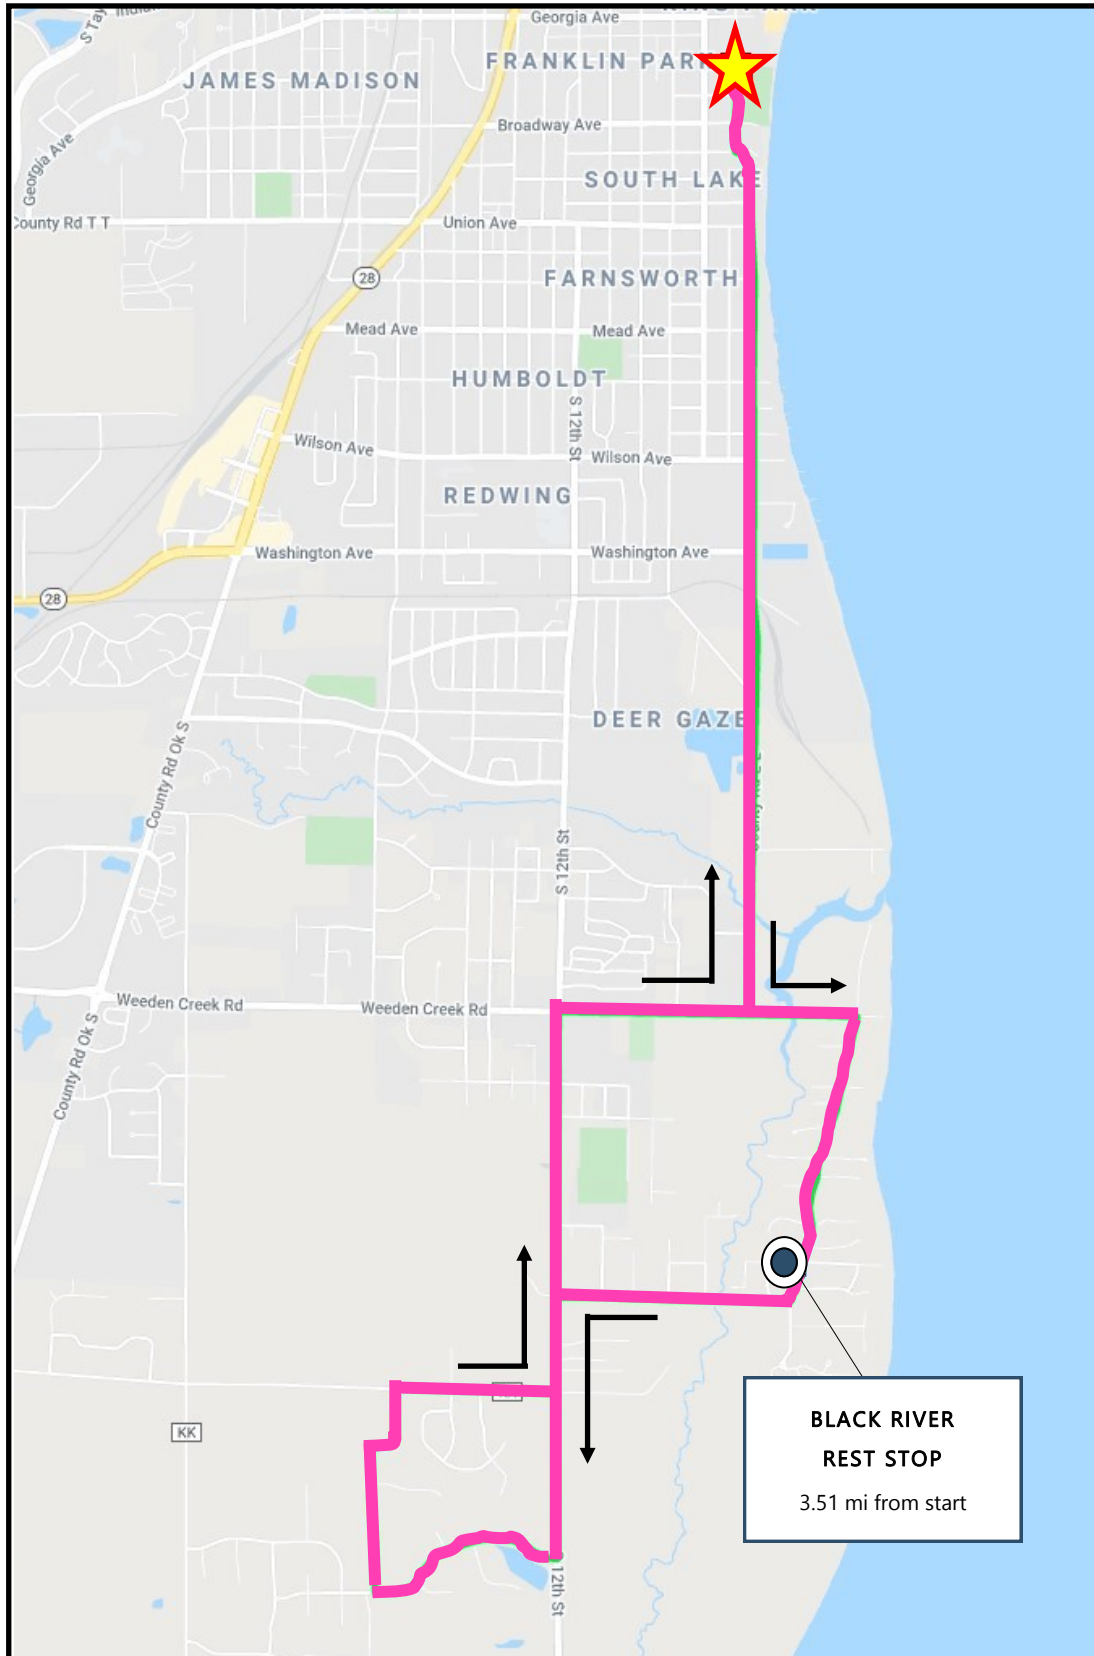 Georgia Ave
S Tay
FRANKLIN PARK
JAMES MADISON
Broadway Ave
Georgia Ave
SOUTH LAKE
County Rd T T
Union Ave
28
FARNSWORTH
Mead Ave
Mead Ave
HUMBOLDT
S 12th St
Wilson Ave
Wilson Ave
REDWING
Washington Ave
Washington Ave
28
DEER GAZE
County Rd Ok S
S 12th St
Weeden Creek Rd
Weeden Creek Rd
County Rd Ok S
KK
BLACK RIVER
REST STOP
3.51 mi from start
12th St